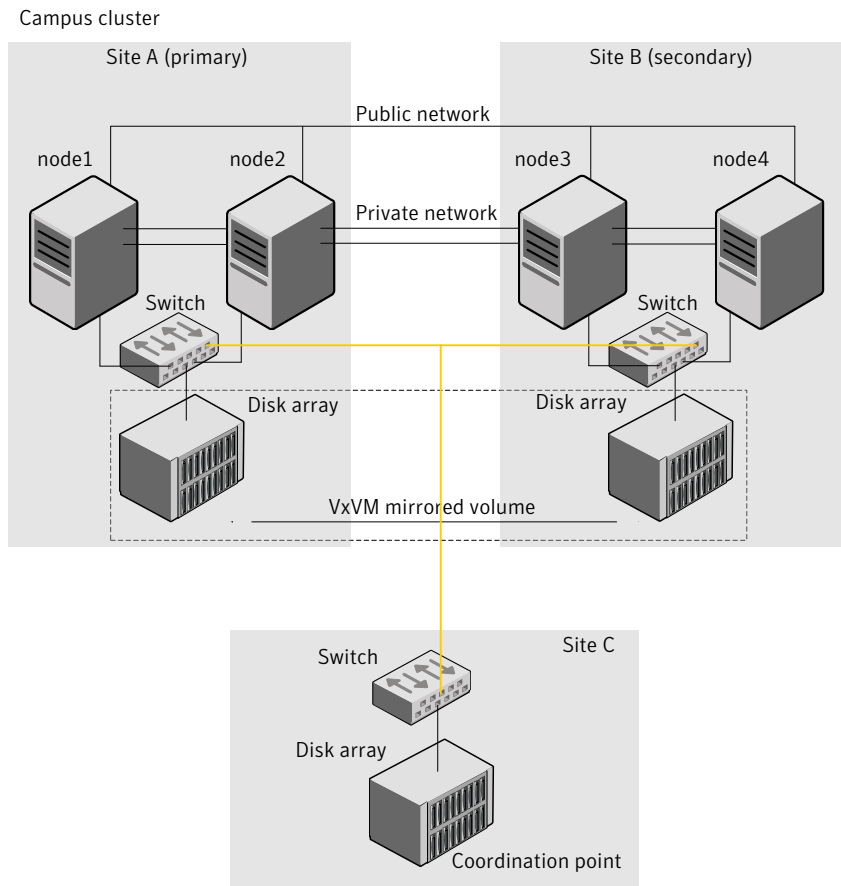 Campus cluster
Site A (primary)
Site B (secondary)
Public network
node1
node2
node3
node4
Private network
Switch
Switch
Disk array
Disk array
VxVM mirrored volume
Site C
Switch
Disk array
Coordination point